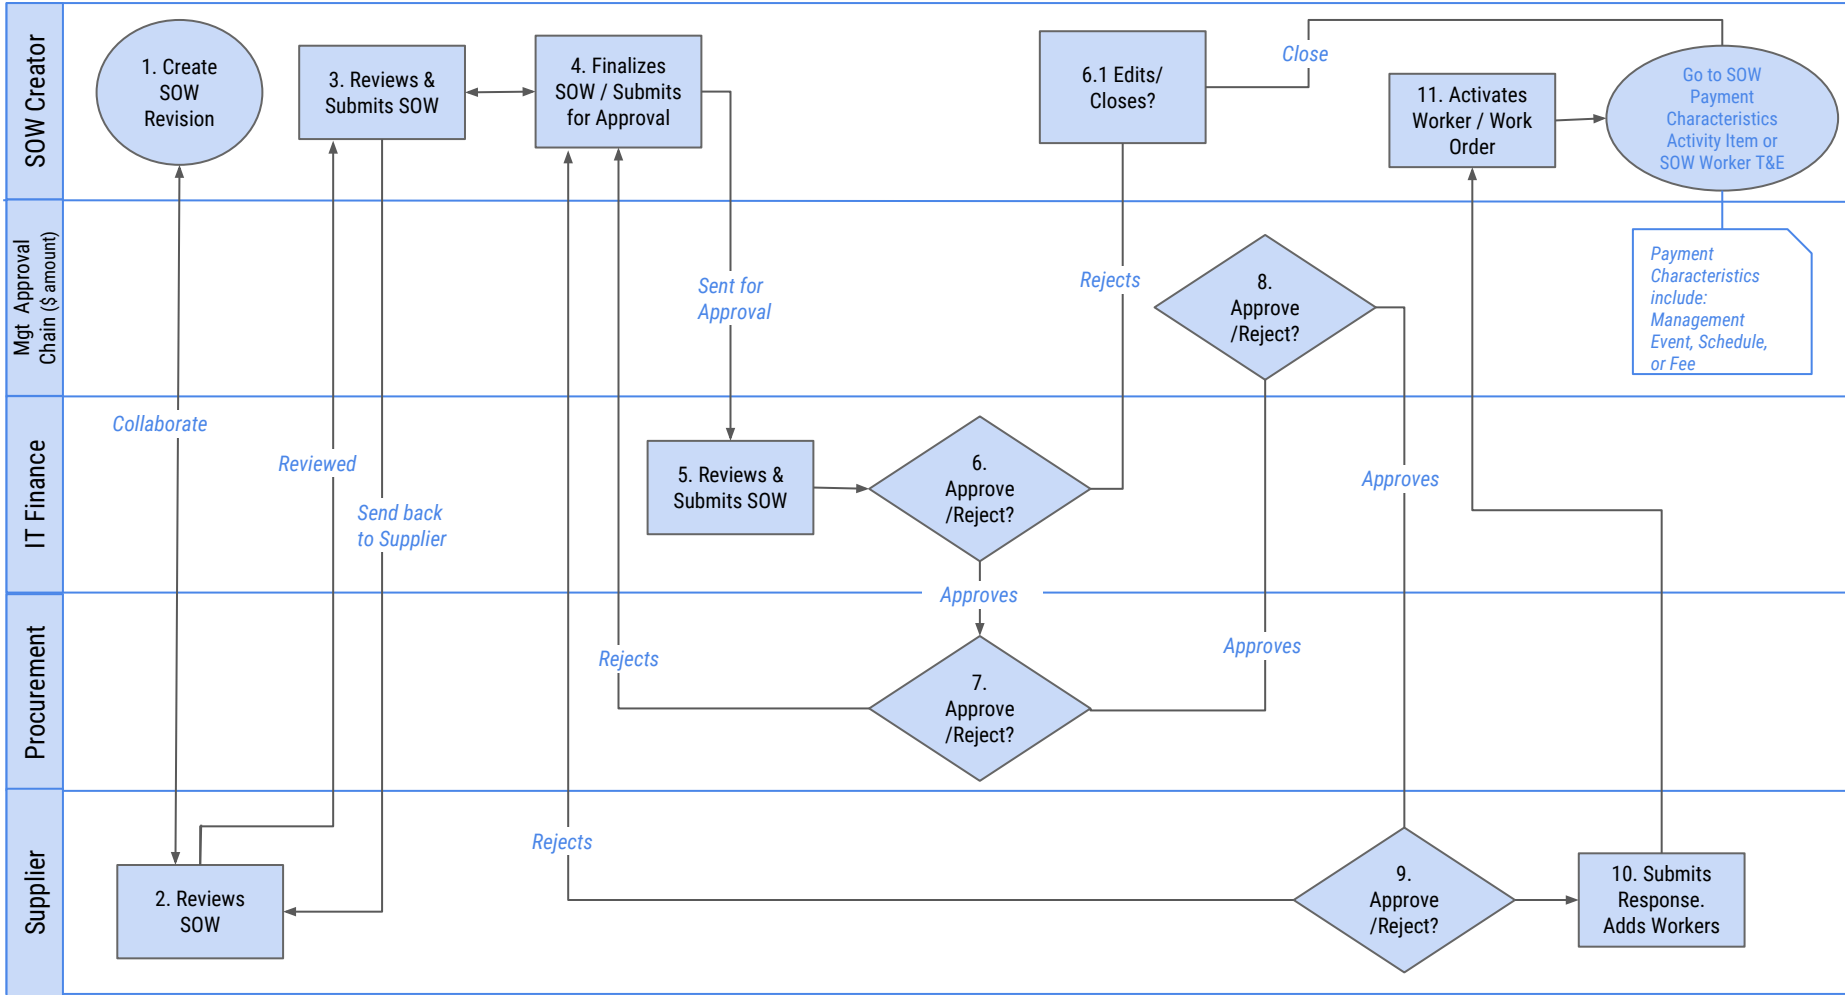 SOW Creator
1. Create
SOW
Revision
3. Reviews &
Submits SOW
4. Finalizes
SOW / Submits
for Approval
6.1 Edits/
Closes?
Close
11. Activates
Worker / Work
Order
Go to SOW
Payment
Characteristics
Activity Item or
SOW Worker T&E
Mgt Approval
Chain ($ amount)
Sent for
Approval
Rejects
8.
Approve
/Reject?
Payment
Characteristics
include:
Management
Event, Schedule,
or Fee
IT Finance
Collaborate
Reviewed
Send back
to Supplier
5. Reviews &
Submits SOW
6.
Approve
/Reject?
Approves
Approves
Procurement
Rejects
7.
Approve
/Reject?
Approves
Supplier
2. Reviews
SOW
Rejects
9.
Approve
/Reject?
10. Submits
Response.
Adds Workers